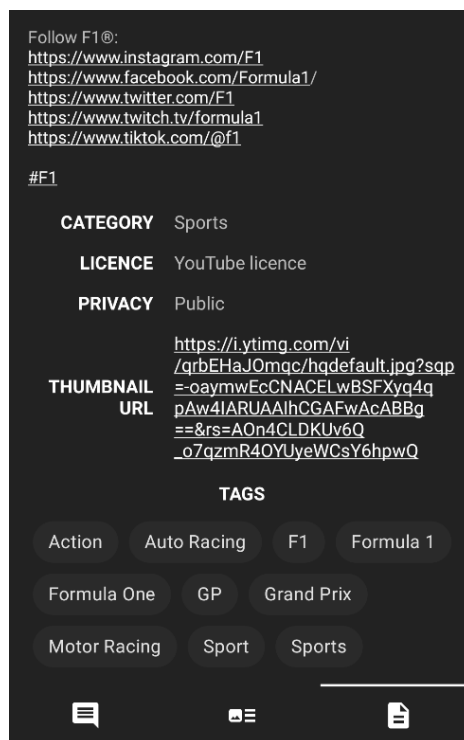 Follow F1®:
https://www.instagram.com/F1
https://www.facebook.com/Formula1/
https://www.twitter.com/F1
https://www.twitch.tv/formula1
https://www.tiktok.com/@f1
#F1
CATEGORY Sports
LICENCE YouTube licence
PRIVACY Public
THUMBNAIL URL
https://i.ytimg.com/vi
/qrbEHaJOmqc/hqdefault.jpg?sqp
=-oaymwEcCNACELwBSFXyq4q
pAw4IARUAAIhCGAFwAcABBg
==&rs=AOn4CLDKUv6Q
_o7qzmR4OYUyeWCsY6hpwQ
TAGS
Action Auto Racing F1 Formula 1
Formula One GP Grand Prix
Motor Racing Sport Sports